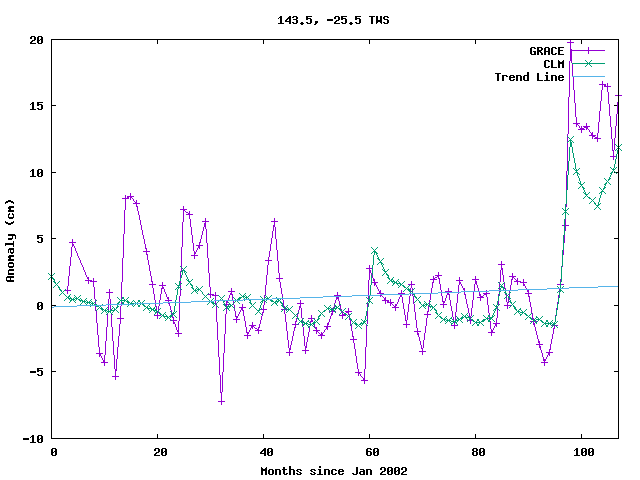 143.5, -25.5 TWS
GRACE
CLM
Trend Line
20
15
10
5
0
-5
-10
Anomaly (cm)
0 20 40 60 80 100
Months since Jan 2002